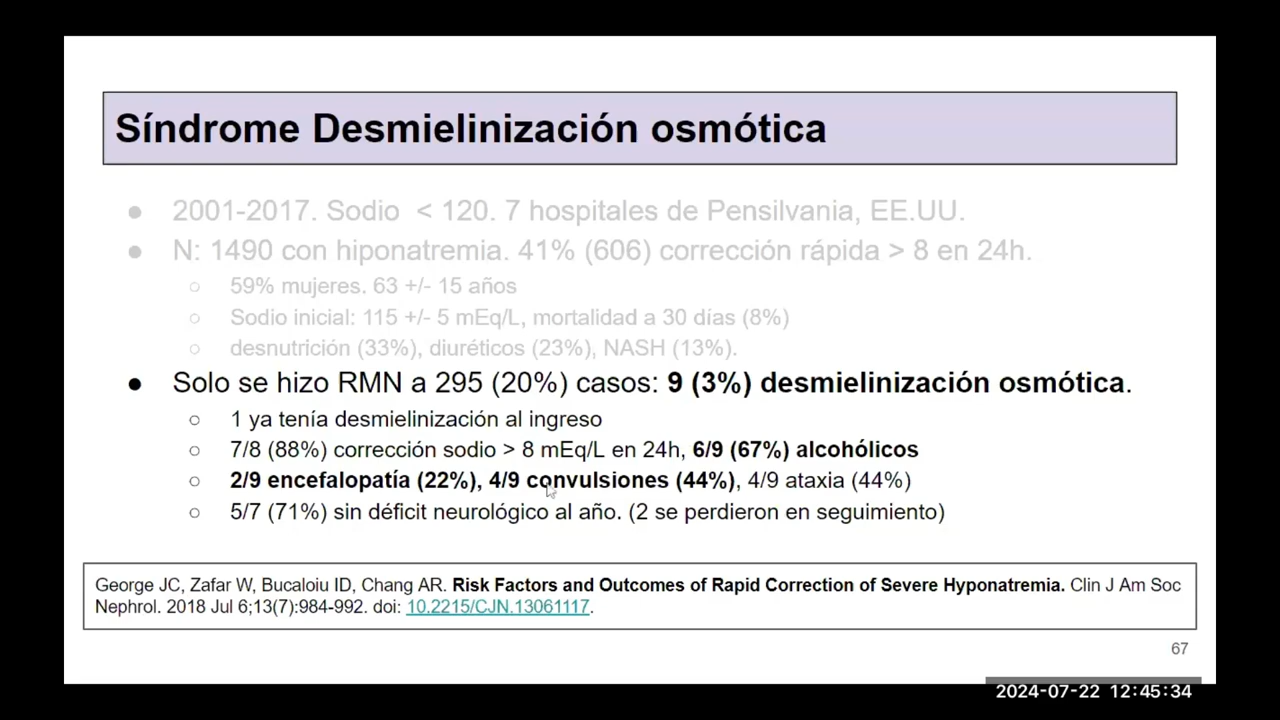 Síndrome Desmielinización osmótica
● 2001-2017. Sodio < 120. 7 hospitales de Pensilvania, EE.UU.
● N: 1490 con hiponatremia. 41% (606) corrección rápida > 8 en 24h.
○ 59% mujeres. 63 +/- 15 años
○ Sodio inicial: 115 +/- 5 mEq/L, mortalidad a 30 días (8%)
○ desnutrición (33%), diuréticos (23%), NASH (13%).
● Solo se hizo RMN a 295 (20%) casos: 9 (3%) desmielinización osmótica.
○ 1 ya tenía desmielinización al ingreso
○ 7/8 (88%) corrección sodio > 8 mEq/L en 24h, 6/9 (67%) alcohólicos
○ 2/9 encefalopatía (22%), 4/9 convulsiones (44%), 4/9 ataxia (44%)
○ 5/7 (71%) sin déficit neurológico al año. (2 se perdieron en seguimiento)
George JC, Zafar W, Bucaloiu ID, Chang AR. Risk Factors and Outcomes of Rapid Correction of Severe Hyponatremia. Clin J Am Soc
Nephrol. 2018 Jul 6;13(7):984-992. doi: 10.2215/CJN.13061117.
67
2024-07-22 12:45:34